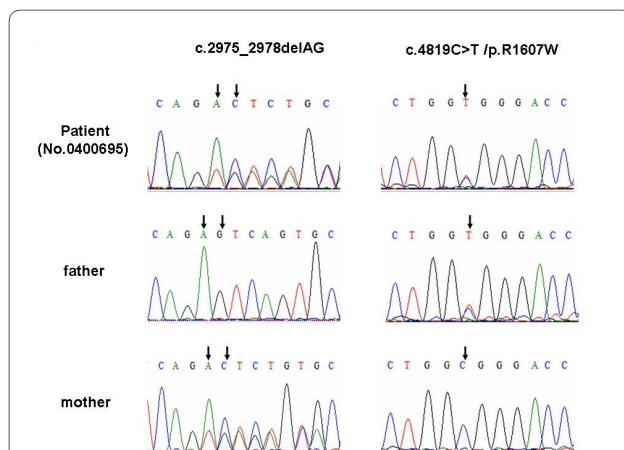 c.2975_2978delAG
c.4819C>T /p.R1607W
C A G A C T C T G C
C T G G T G G G A C C
Patient
(No.0400695)
C A G A G T C A G T G C
C T G G T G G G A C C
father
C A G A C T C T G T G C
C T G G C G G G A C C
mother